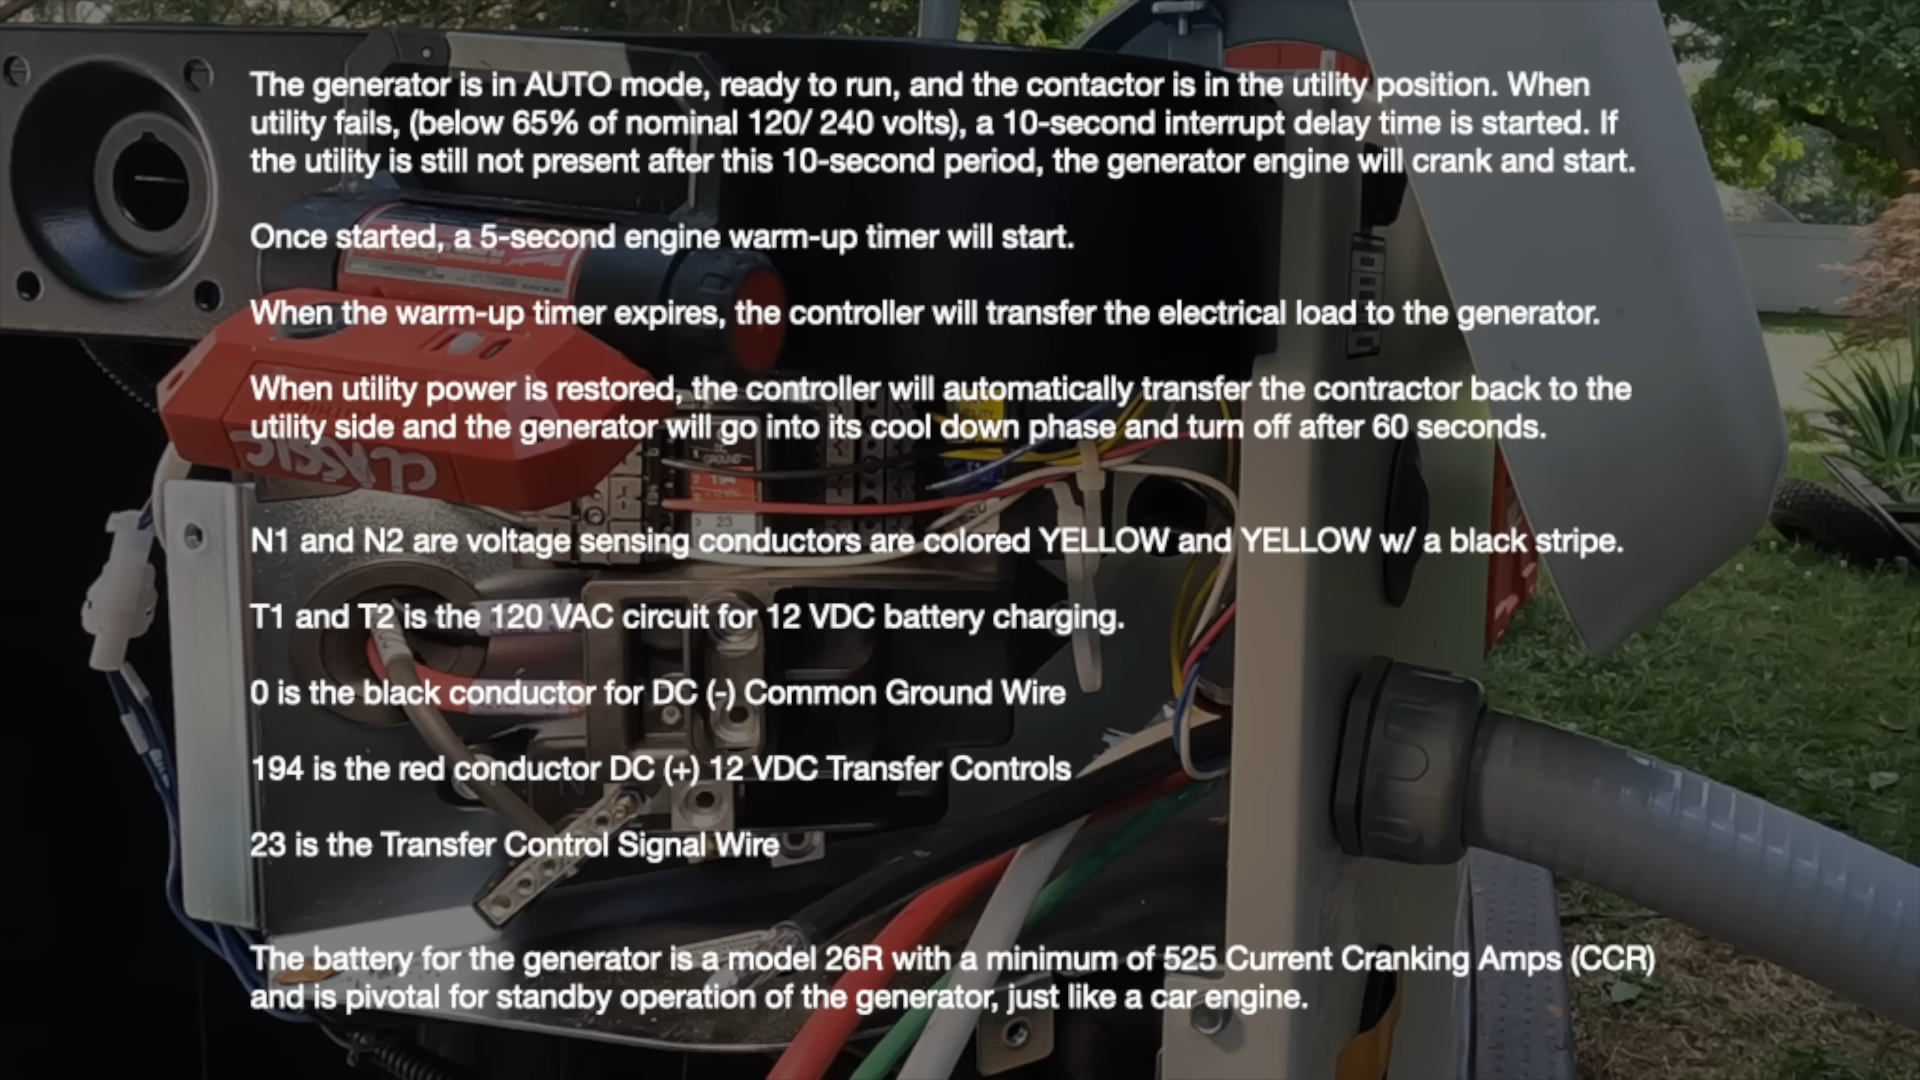 The generator is in AUTO mode, ready to run, and the contactor is in the utility position. When
utility fails, (below 65% of nominal 120/ 240 volts), a 10-second interrupt delay time is started. If
the utility is still not present after this 10-second period, the generator engine will crank and start.
Once started, a 5-second engine warm-up timer will start.
When the warm-up timer expires, the controller will transfer the electrical load to the generator.
When utility power is restored, the controller will automatically transfer the contractor back to the
utility side and the generator will go into its cool down phase and turn off after 60 seconds.
CLASSIC
GROUND
194
23
N1 and N2 are voltage sensing conductors are colored YELLOW and YELLOW w/ a black stripe.
T1 and T2 is the 120 VAC circuit for 12 VDC battery charging.
0 is the black conductor for DC (-) Common Ground Wire
194 is the red conductor DC (+) 12 VDC Transfer Controls
23 is the Transfer Control Signal Wire
The battery for the generator is a model 26R with a minimum of 525 Current Cranking Amps (CCR)
and is pivotal for standby operation of the generator, just like a car engine.